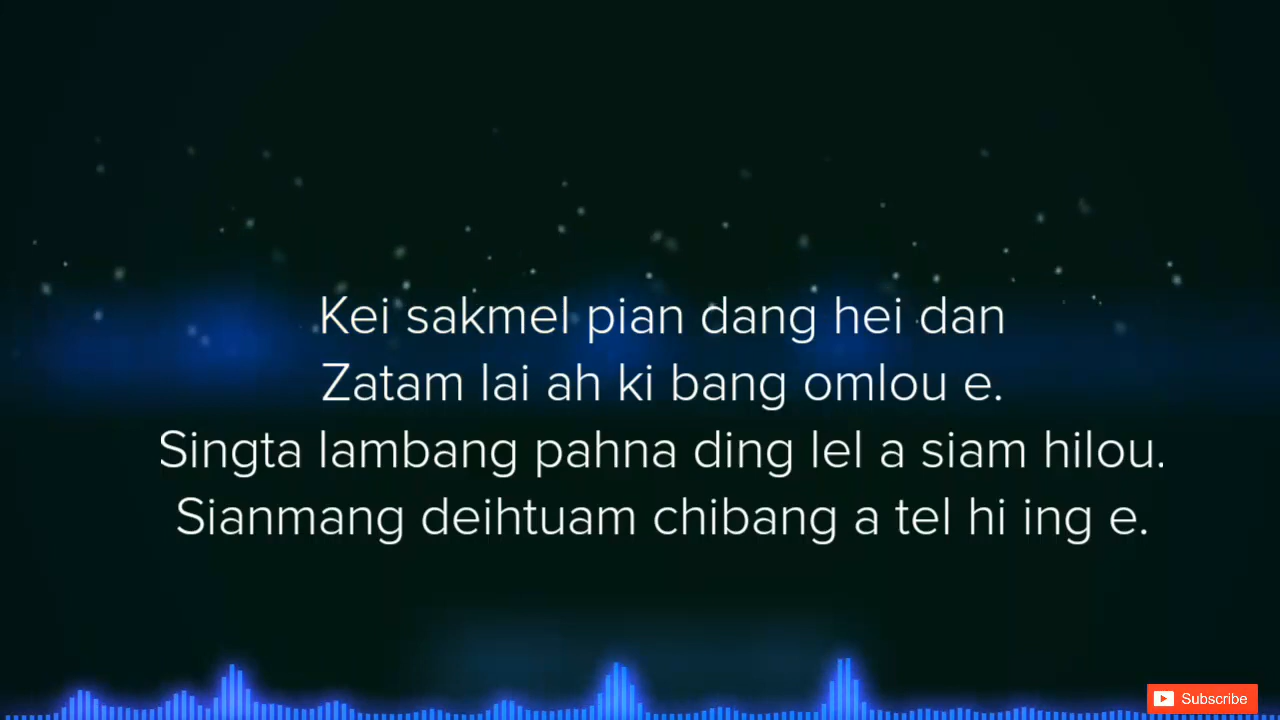 Kei sakmel pian dang hei dan
Zatam lai ah ki bang omlou e.
Singta lambang pahna ding lel a siam hilou.
Sianmang deihtuam chibang a tel hi ing e.
Subscribe